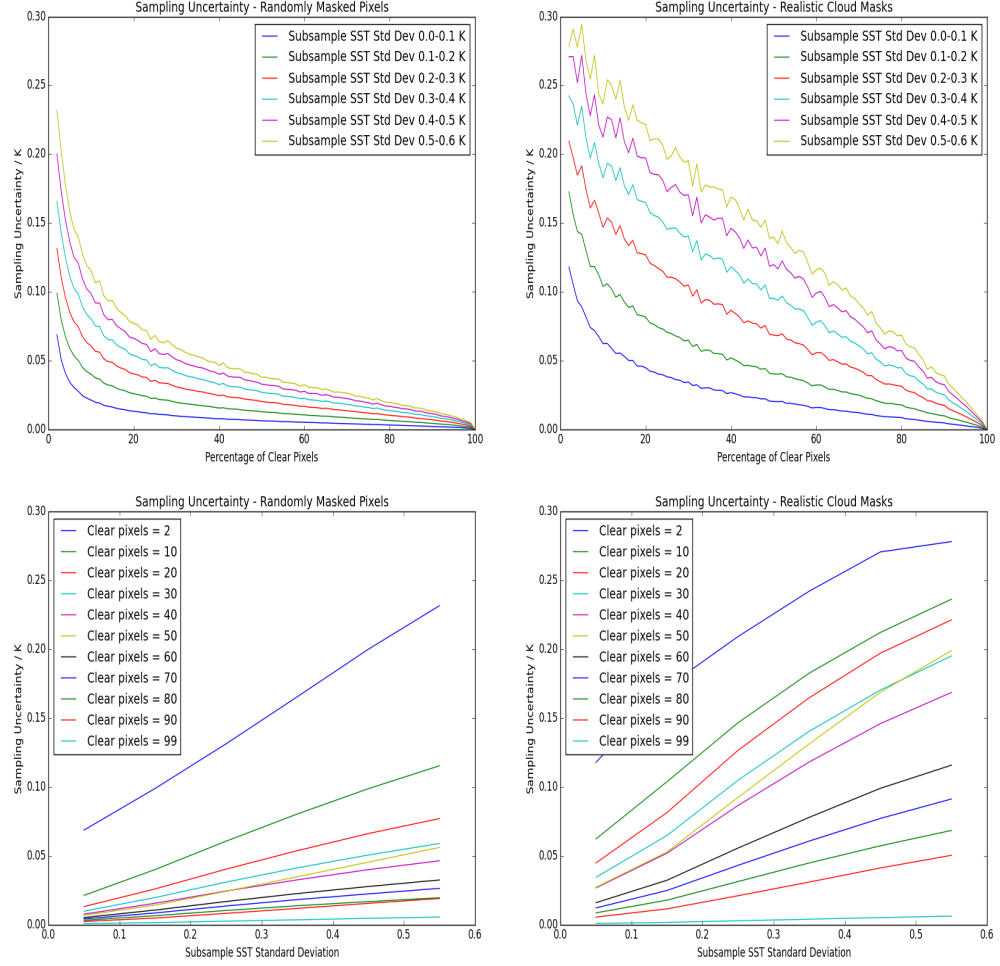 Sampling Uncertainty - Randomly Masked Pixels
0.30
0.25
0.20
0.15
0.10
0.05
0.00
0 20 40 60 80 100
Sampling Uncertainty / K
Percentage of Clear Pixels
Subsample SST Std Dev 0.0-0.1 K
Subsample SST Std Dev 0.1-0.2 K
Subsample SST Std Dev 0.2-0.3 K
Subsample SST Std Dev 0.3-0.4 K
Subsample SST Std Dev 0.4-0.5 K
Subsample SST Std Dev 0.5-0.6 K
Sampling Uncertainty - Realistic Cloud Masks
0.30
0.25
0.20
0.15
0.10
0.05
0.00
0 20 40 60 80 100
Sampling Uncertainty / K
Percentage of Clear Pixels
Subsample SST Std Dev 0.0-0.1 K
Subsample SST Std Dev 0.1-0.2 K
Subsample SST Std Dev 0.2-0.3 K
Subsample SST Std Dev 0.3-0.4 K
Subsample SST Std Dev 0.4-0.5 K
Subsample SST Std Dev 0.5-0.6 K
Sampling Uncertainty - Randomly Masked Pixels
0.30
0.25
0.20
0.15
0.10
0.05
0.00
0.0 0.1 0.2 0.3 0.4 0.5 0.6
Sampling Uncertainty / K
Subsample SST Standard Deviation
Clear pixels = 2
Clear pixels = 10
Clear pixels = 20
Clear pixels = 30
Clear pixels = 40
Clear pixels = 50
Clear pixels = 60
Clear pixels = 70
Clear pixels = 80
Clear pixels = 90
Clear pixels = 99
Sampling Uncertainty - Realistic Cloud Masks
0.30
0.25
0.20
0.15
0.10
0.05
0.00
0.0 0.1 0.2 0.3 0.4 0.5 0.6
Sampling Uncertainty / K
Subsample SST Standard Deviation
Clear pixels = 2
Clear pixels = 10
Clear pixels = 20
Clear pixels = 30
Clear pixels = 40
Clear pixels = 50
Clear pixels = 60
Clear pixels = 70
Clear pixels = 80
Clear pixels = 90
Clear pixels = 99